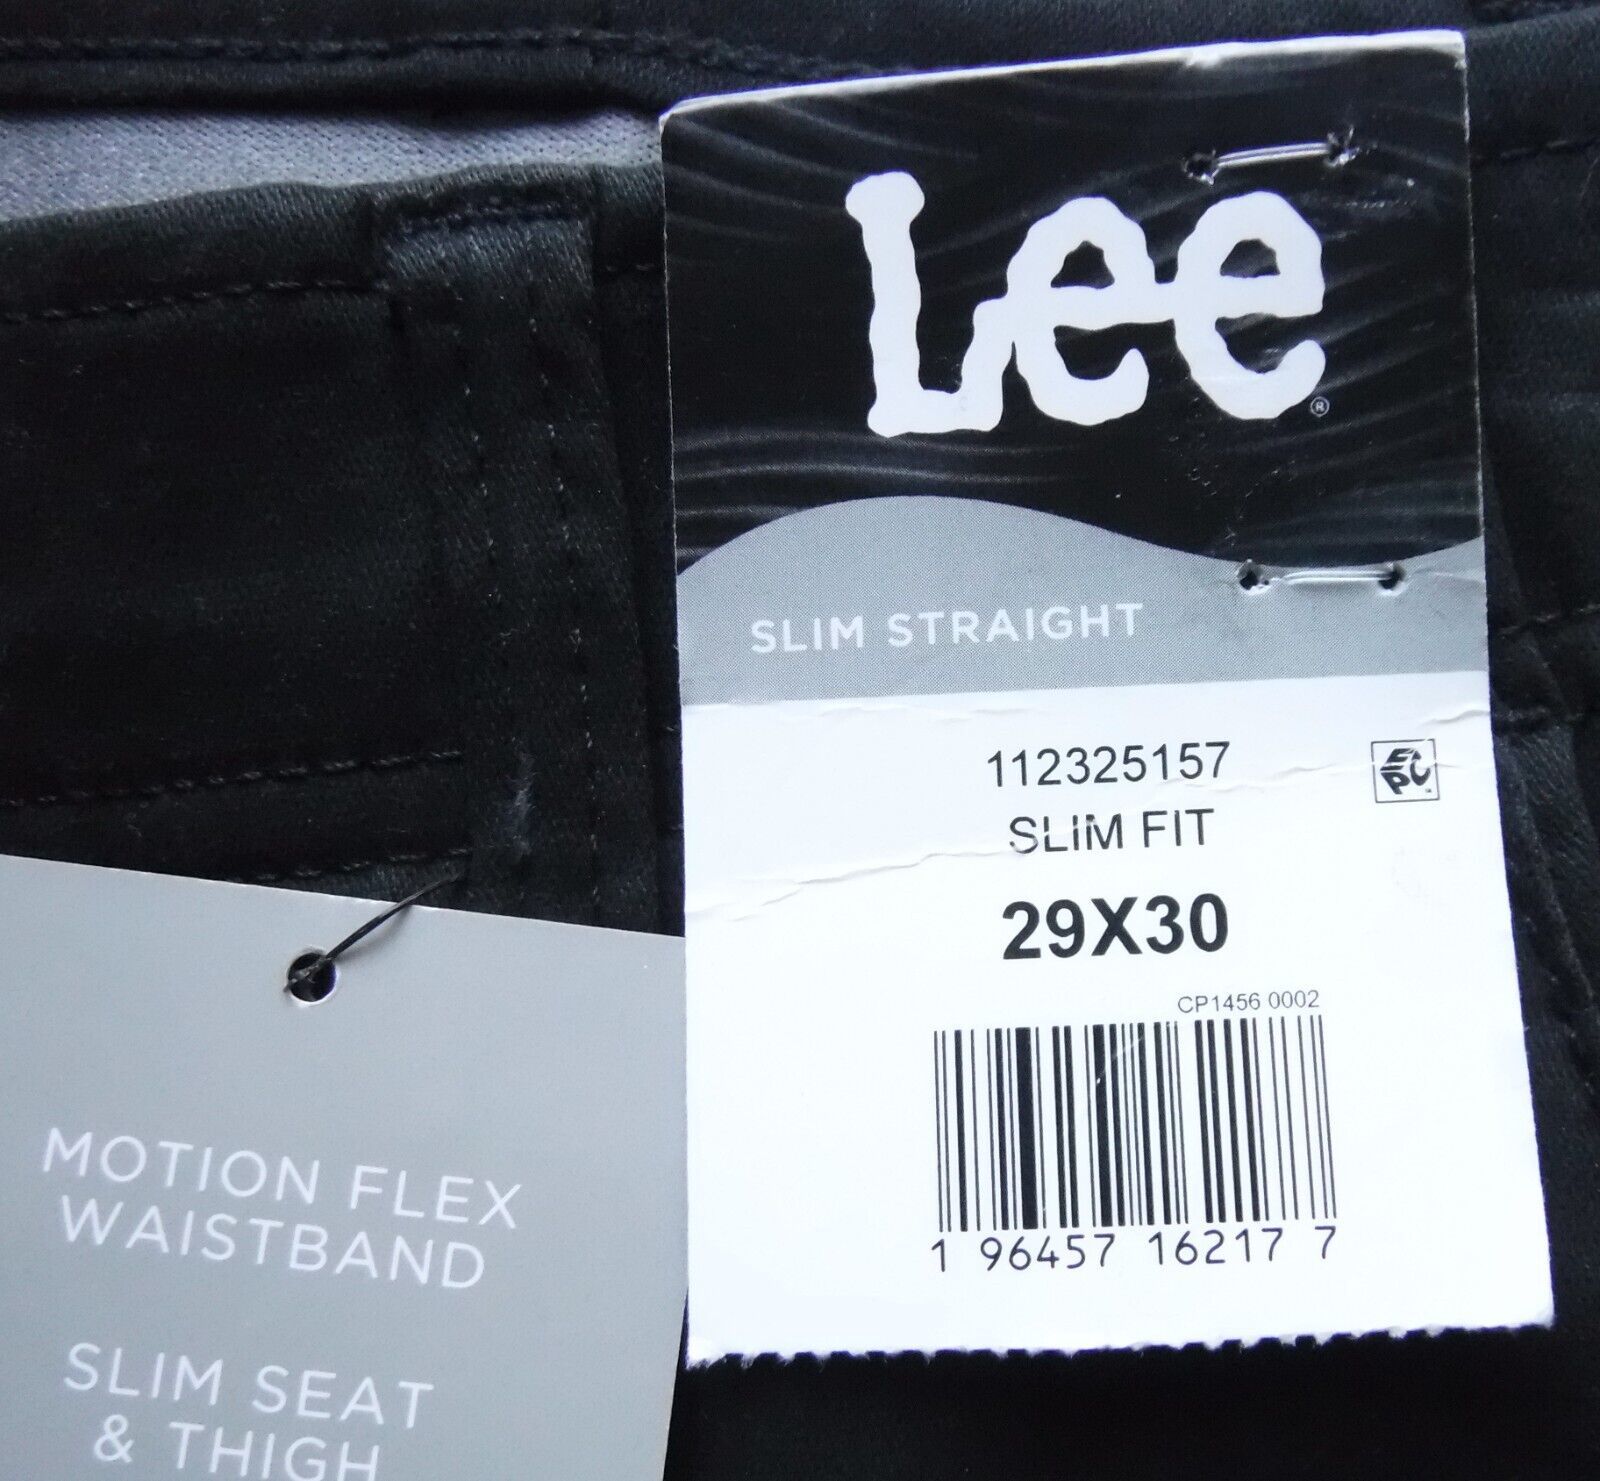 Lee®
SLIM STRAIGHT
112325157
EPC
SLIM FIT
29X30
CP1456 0002
1 96457 16217 7
MOTION FLEX
WAISTBAND
SLIM SEAT
& THIGH